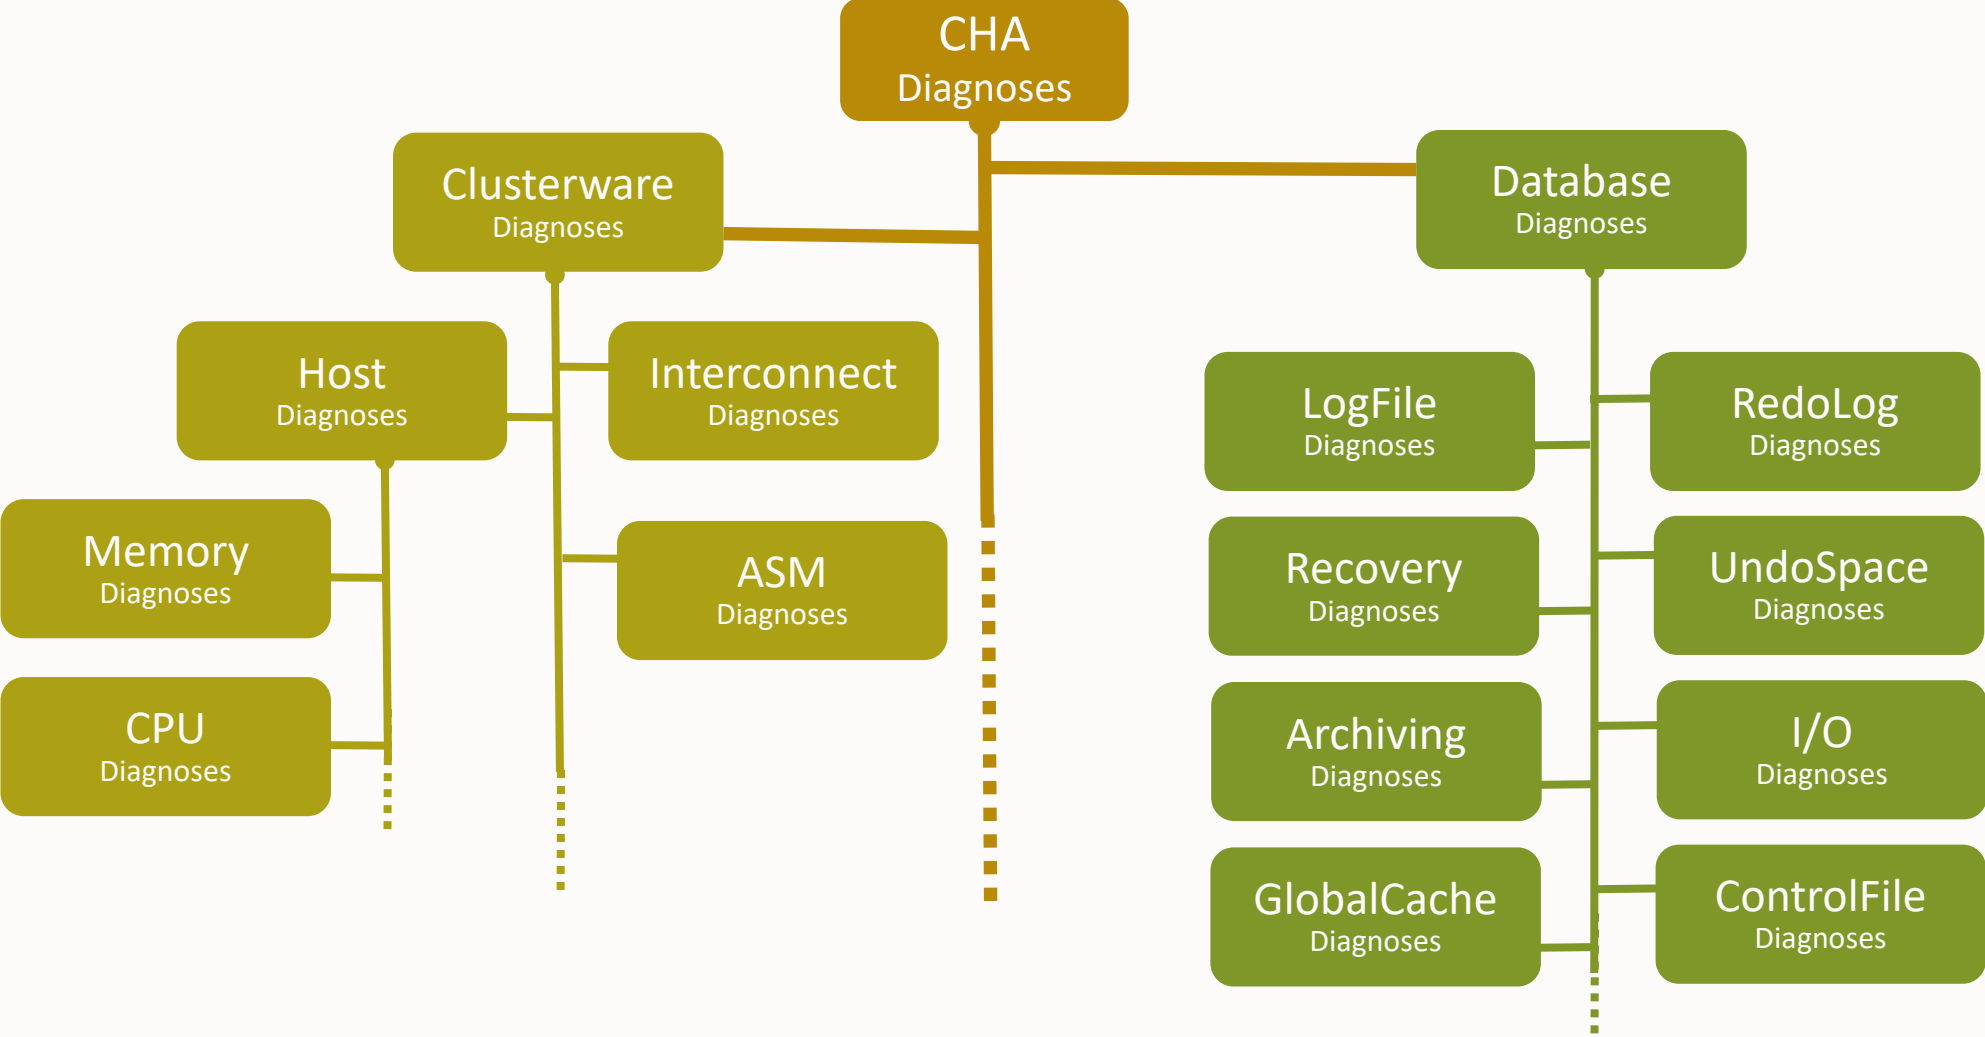 CHA
Diagnoses
Clusterware
Diagnoses
Database
Diagnoses
Host
Diagnoses
Interconnect
Diagnoses
LogFile
Diagnoses
RedoLog
Diagnoses
Memory
Diagnoses
ASM
Diagnoses
Recovery
Diagnoses
UndoSpace
Diagnoses
CPU
Diagnoses
Archiving
Diagnoses
I/O
Diagnoses
GlobalCache
Diagnoses
ControlFile
Diagnoses